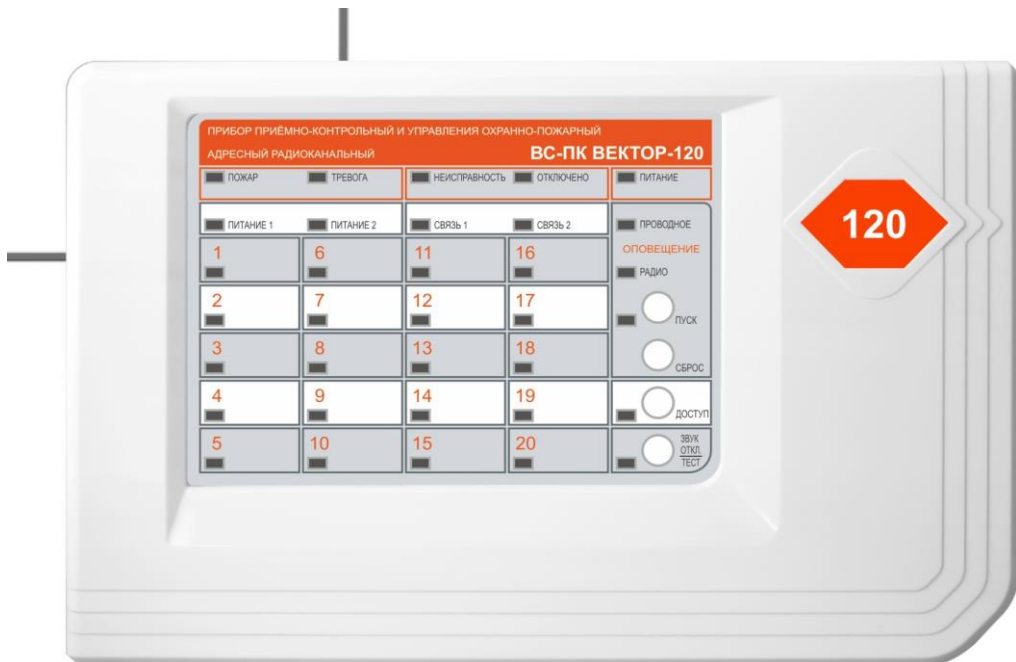 ПРИБОР ПРИЁМНО-КОНТРОЛЬНЫЙ И УПРАВЛЕНИЯ ОХРАННО-ПОЖАРНЫЙ
АДРЕСНЫЙ РАДИОКАНАЛЬНЫЙ ВС-ПК ВЕКТОР-120
ПОЖАР ТРЕВОГА НЕИСПРАВНОСТЬ ОТКЛЮЧЕНО ПИТАНИЕ
ПИТАНИЕ 1 ПИТАНИЕ 2 СВЯЗЬ 1 СВЯЗЬ 2 ПРОВОДНОЕ
120
1 6 11 16 ОПОВЕЩЕНИЕ
РАДИО
2 7 12 17
ПУСК
3 8 13 18
СБРОС
4 9 14 19
ДОСТУП
5 10 15 20 ЗВУК
ОТКЛ.
ТЕСТ